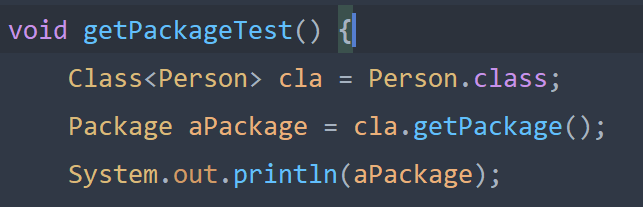 void getPackageTest() {
    Class<Person> cla = Person.class;
    Package aPackage = cla.getPackage();
    System.out.println(aPackage);